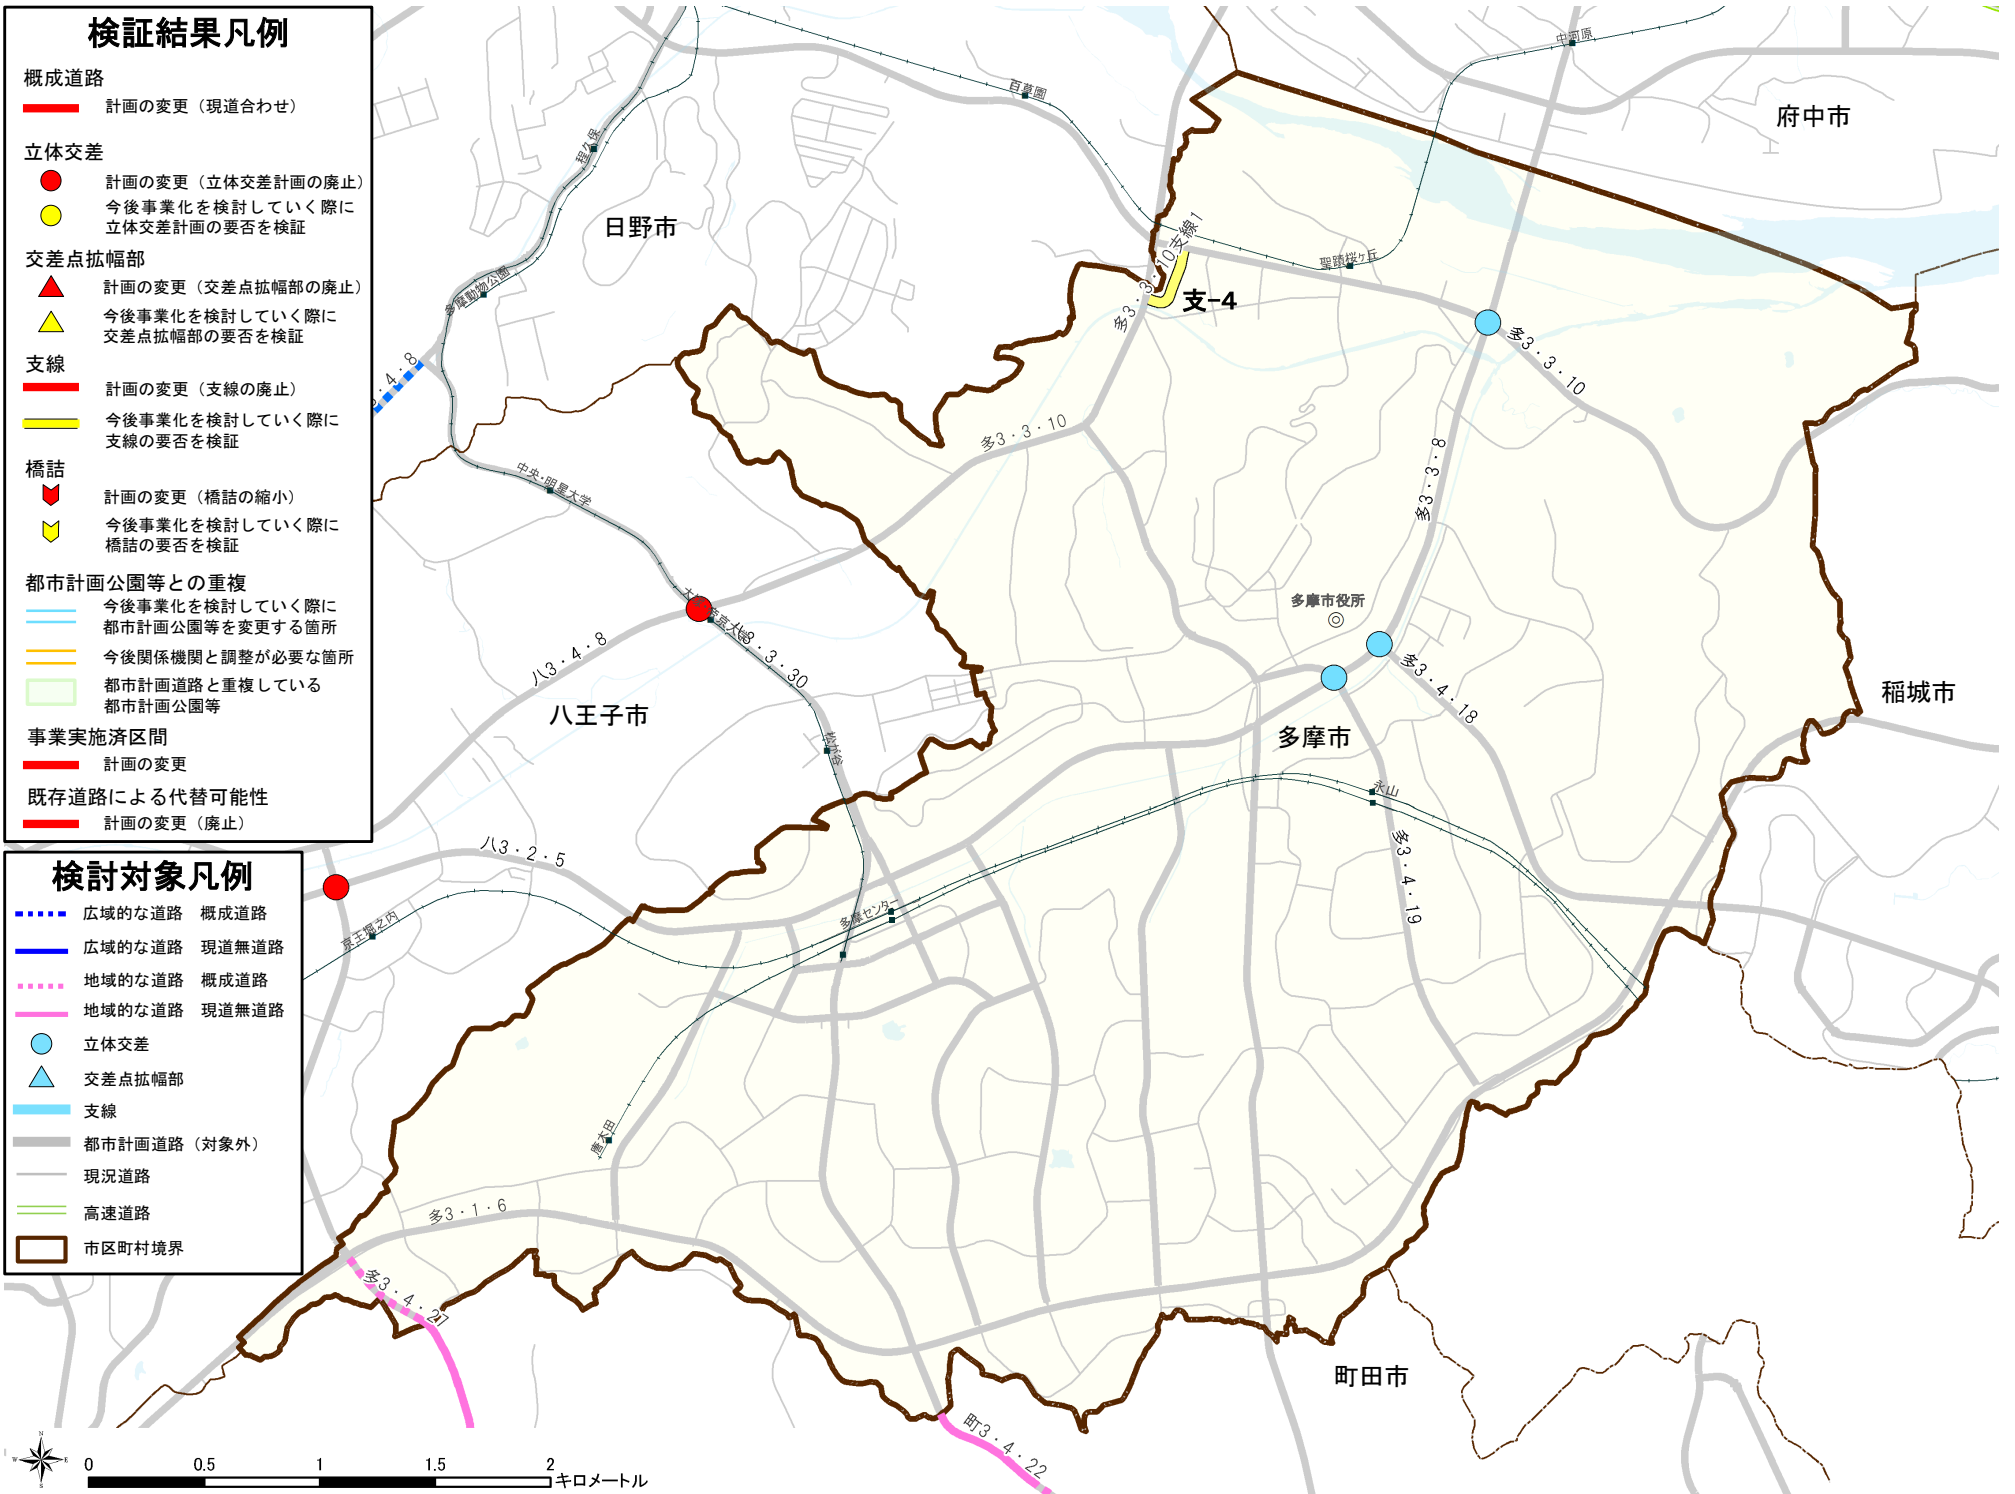 検証結果凡例
概成道路
計画の変更（現道合わせ）
立体交差
計画の変更（立体交差計画の廃止）
今後事業化を検討していく際に
立体交差計画の要否を検証
交差点拡幅部
計画の変更（交差点拡幅部の廃止）
今後事業化を検討していく際に
交差点拡幅部の要否を検証
支線
計画の変更（支線の廃止）
今後事業化を検討していく際に
支線の要否を検証
橋詰
計画の変更（橋詰の縮小）
今後事業化を検討していく際に
橋詰の要否を検証
都市計画公園等との重複
今後事業化を検討していく際に
都市計画公園等を変更する箇所
今後関係機関と調整が必要な箇所
都市計画道路と重複している
都市計画公園等
事業実施済区間
計画の変更
既存道路による代替可能性
計画の変更（廃止）
検討対象凡例
広域的な道路　概成道路
広域的な道路　現道無道路
地域的な道路　概成道路
地域的な道路　現道無道路
立体交差
交差点拡幅部
支線
都市計画道路（対象外）
現況道路
高速道路
市区町村境界
N
W
E
S
0
0.5
1
1.5
2
キロメートル
中河原
百草園
府中市
程久保
日野市
多3・3・10支線1
聖蹟桜ヶ丘
多摩動物公園
支-4
多3・3・10
・4・8
多3・3・10
多3・3・8
中央・明星大学
多摩市役所
八3・3・30
八3・4・8
多3・4・18
稲城市
八王子市
多摩市
松が谷
永山
八3・2・5
多3・4・19
多摩センター
京王堀之内
唐木田
多3・1・6
多3・4・27
町田市
町3・4・22